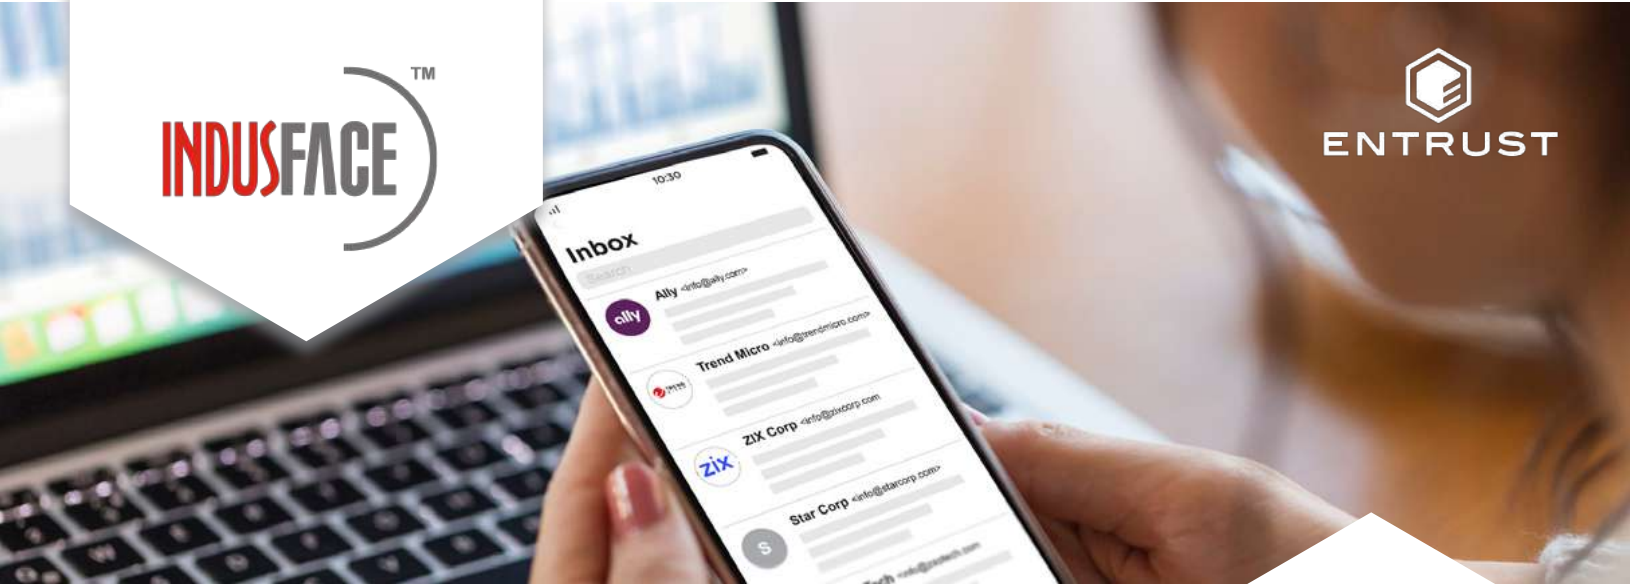 INDUSFACE
TM
ENTRUST
10:30
Inbox
Search
Ally <info@ally.com>
ally
Trend Micro <info@trendmicro.com>
TREND
ZIX Corp <info@zixcorp.com
zix
Star Corp <info@starcorp.com>
S